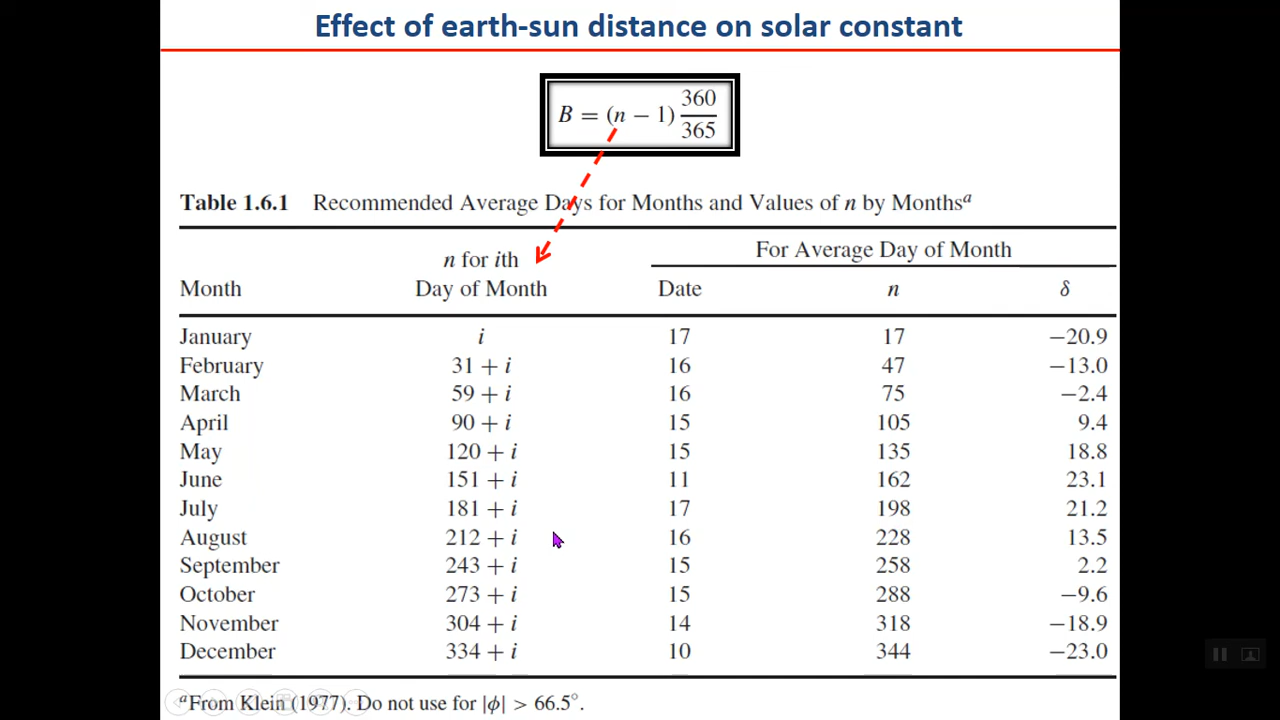 Effect of earth-sun distance on solar constant
B = (n − 1) 360/365
Table 1.6.1 Recommended Average Days for Months and Values of n by Months^a
For Average Day of Month
n for ith
Month Day of Month Date n δ
January i 17 17 −20.9
February 31 + i 16 47 −13.0
March 59 + i 16 75 −2.4
April 90 + i 15 105 9.4
May 120 + i 15 135 18.8
June 151 + i 11 162 23.1
July 181 + i 17 198 21.2
August 212 + i 16 228 13.5
September 243 + i 15 258 2.2
October 273 + i 15 288 −9.6
November 304 + i 14 318 −18.9
December 334 + i 10 344 −23.0
^a From Klein (1977). Do not use for |ϕ| > 66.5°.